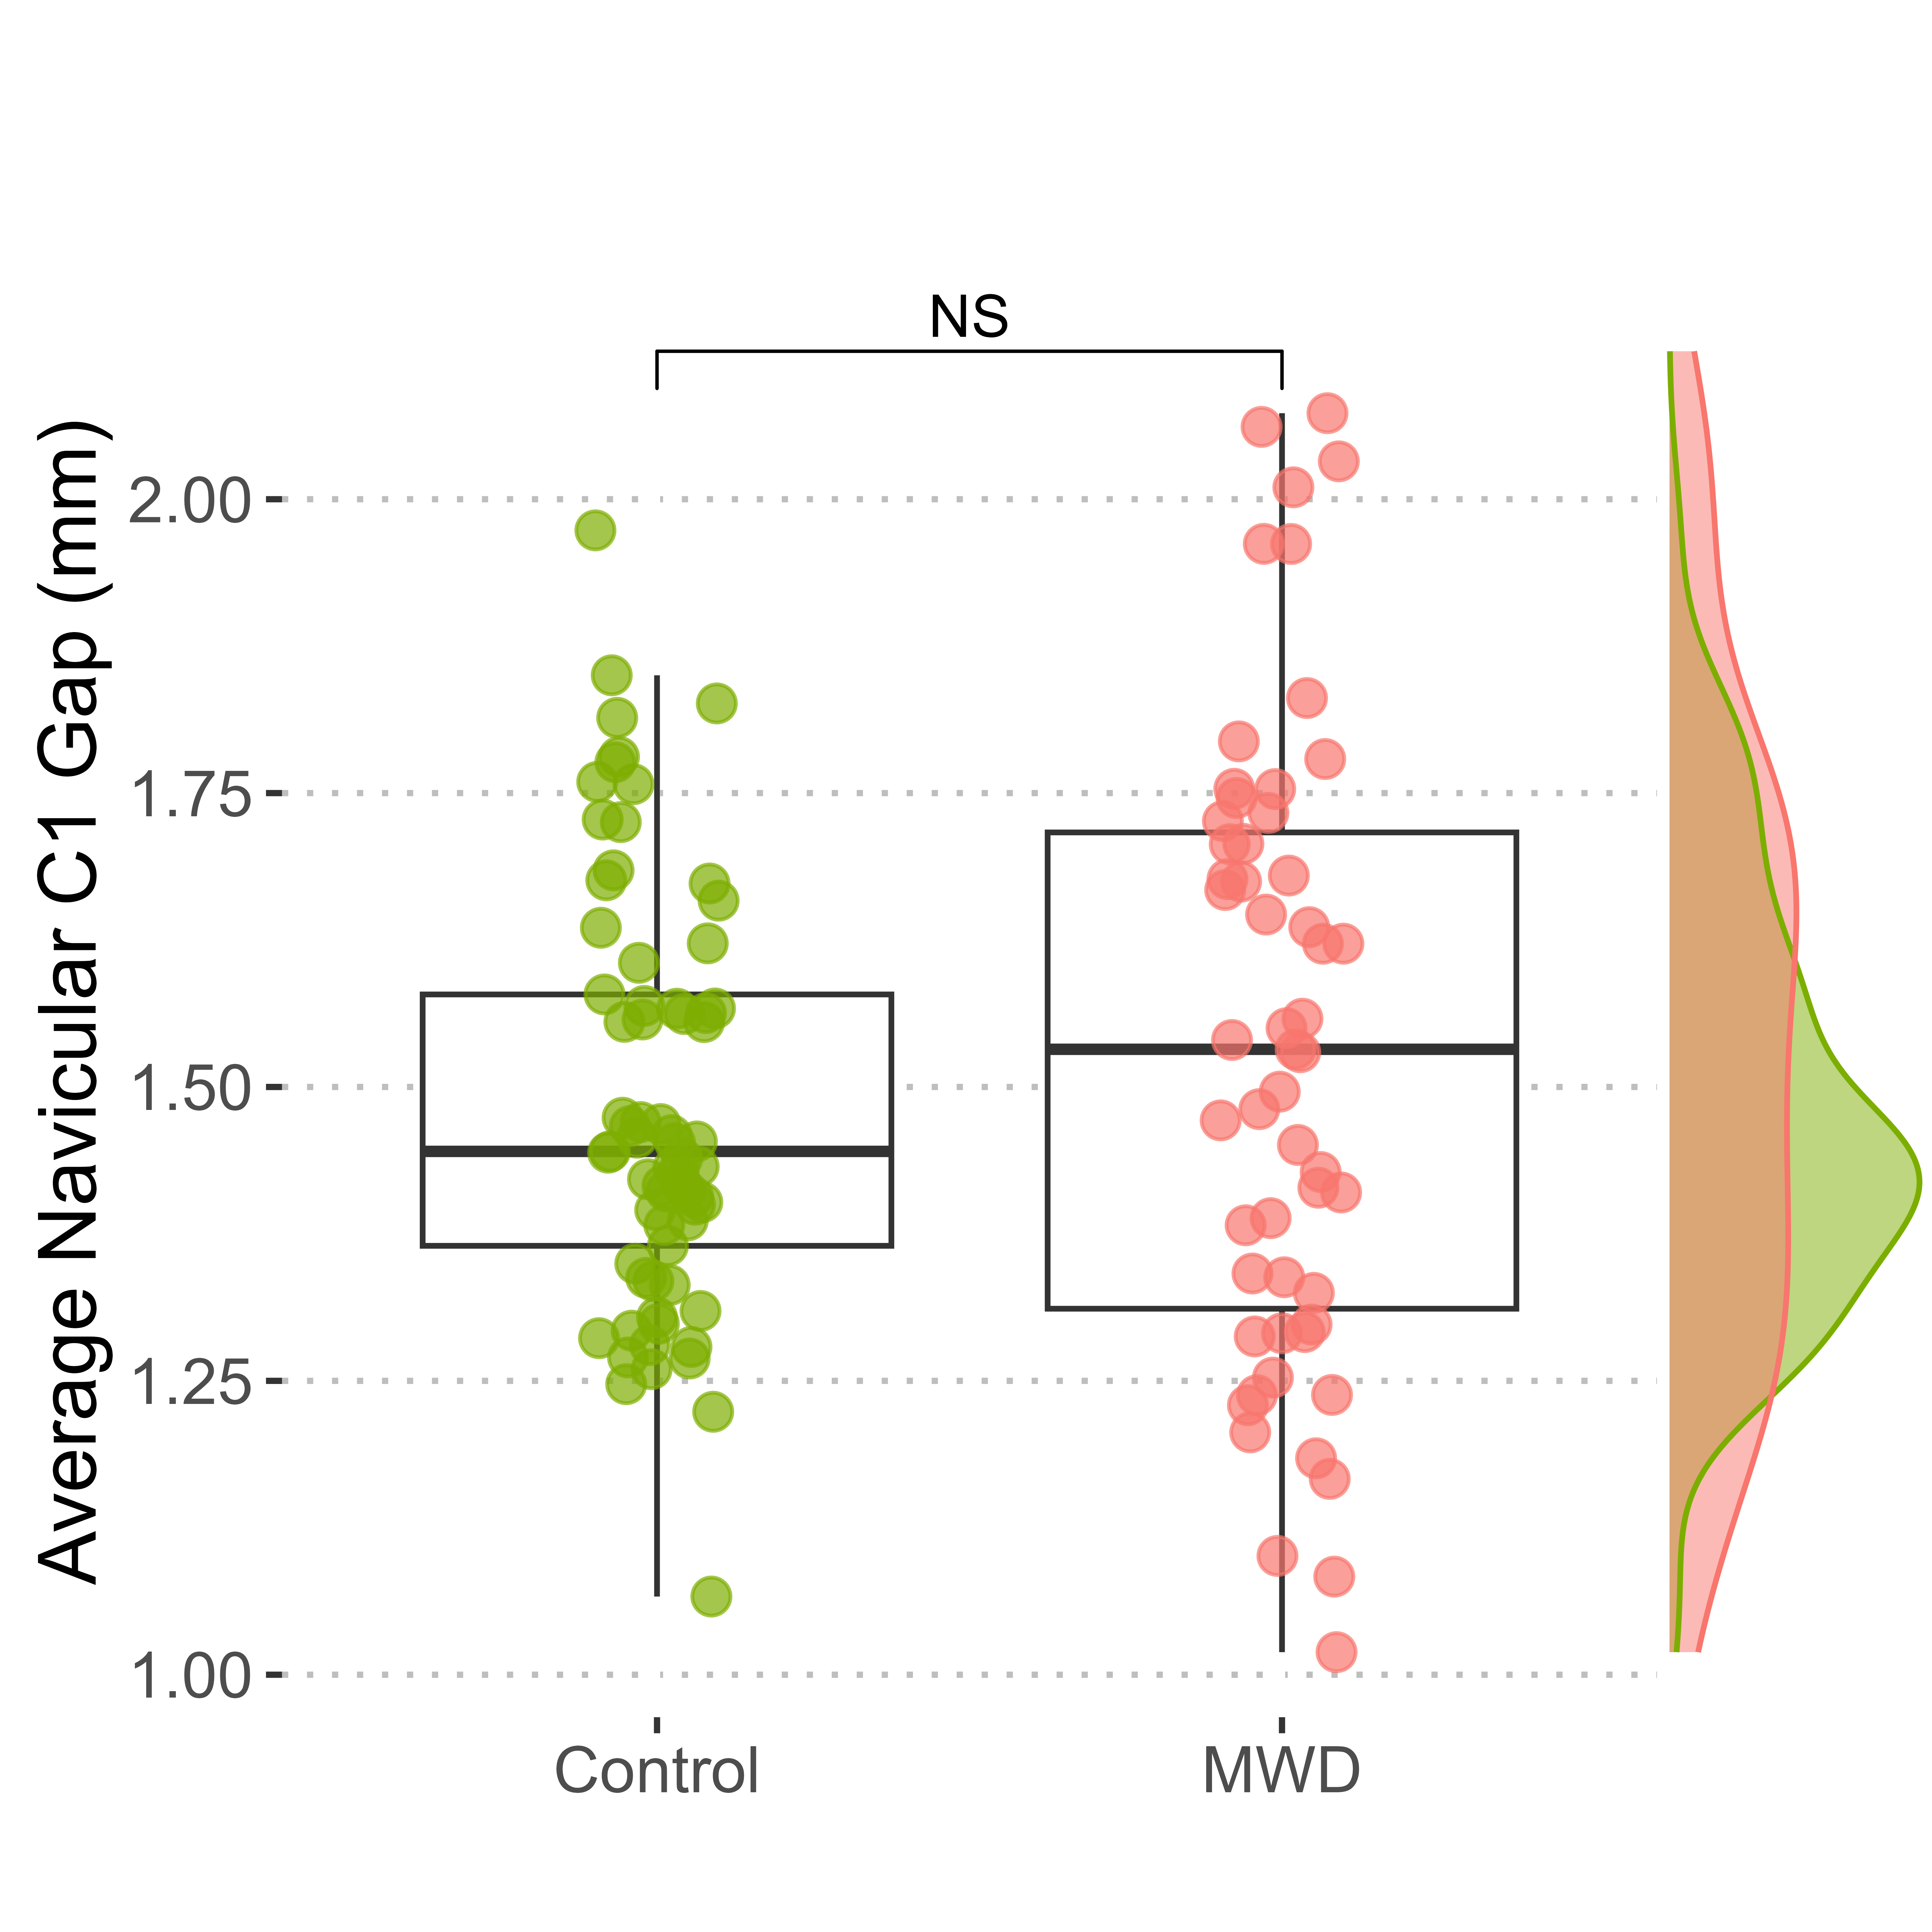 NS
Average Navicular C1 Gap (mm)
2.00
1.75
1.50
1.25
1.00
Control
MWD